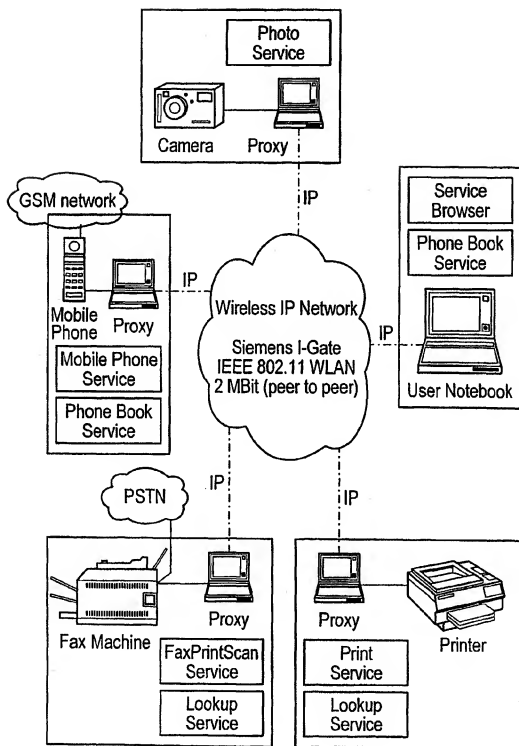 Photo
Service
Camera
Proxy
IP
GSM network
Mobile
Phone
Proxy
Mobile Phone
Service
Phone Book
Service
IP
Wireless IP Network
Siemens I-Gate
IEEE 802.11 WLAN
2 MBit (peer to peer)
IP
Service
Browser
Phone Book
Service
User Notebook
IP
PSTN
Fax Machine
Proxy
FaxPrintScan
Service
Lookup
Service
IP
Proxy
Printer
Print
Service
Lookup
Service